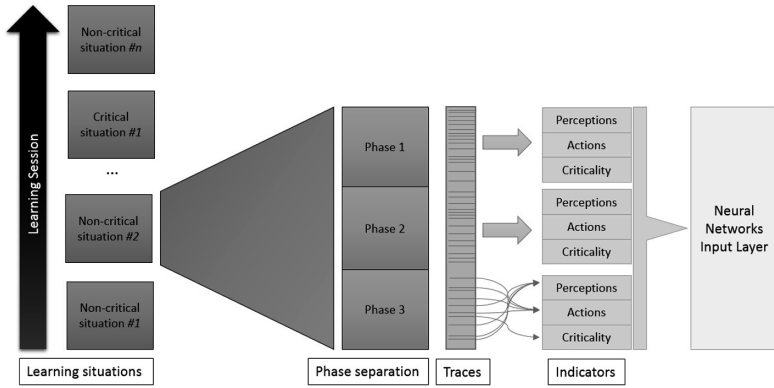 Learning Session
Non-critical
situation #n
Critical
situation #1
...
Non-critical
situation #2
Non-critical
situation #1
Learning situations
Phase 1
Phase 2
Phase 3
Phase separation
Traces
Perceptions
Actions
Criticality
Perceptions
Actions
Criticality
Perceptions
Actions
Criticality
Indicators
Neural
Networks
Input Layer